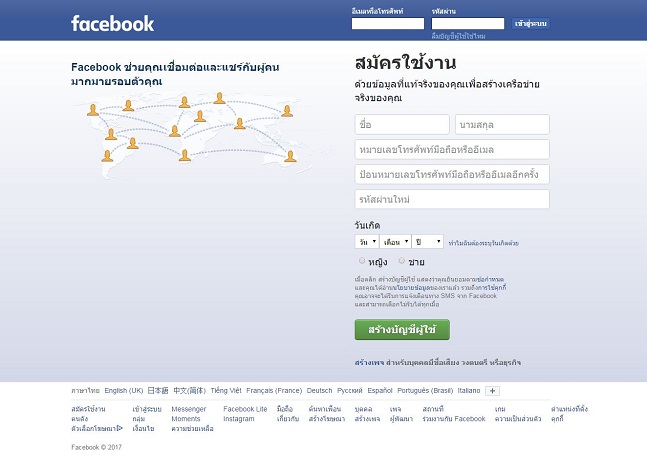 facebook
อีเมลหรือโทรศัพท์
รหัสผ่าน
เข้าสู่ระบบ
ลืมบัญชีผู้ใช้ใช่ไหม
Facebook ช่วยคุณเชื่อมต่อและแชร์กับผู้คน
มากมายรอบตัวคุณ
สมัครใช้งาน
ด้วยข้อมูลที่แท้จริงของคุณเพื่อสร้างเครือข่าย
จริงของคุณ
ชื่อ
นามสกุล
หมายเลขโทรศัพท์มือถือหรืออีเมล
ป้อนหมายเลขโทรศัพท์มือถือหรืออีเมลอีกครั้ง
รหัสผ่านใหม่
วันเกิด
วัน เดือน ปี ทำไมฉันต้องระบุวันเกิดด้วย
หญิง ชาย
เมื่อคลิก สร้างบัญชีผู้ใช้ แสดงว่าคุณยินยอมตามข้อกำหนด
และคุณได้อ่านนโยบายข้อมูลของเราแล้ว รวมถึงการใช้คุกกี้
คุณอาจจะได้รับการแจ้งเตือนทาง SMS จาก Facebook
และสามารถเลือกไม่รับได้ทุกเมื่อ
สร้างบัญชีผู้ใช้
สร้างเพจ สำหรับบุคคลมีชื่อเสียง วงดนตรี หรือธุรกิจ
ภาษาไทย English (UK) 日本語 中文(简体) Tiếng Việt Français (France) Deutsch Русский Español Português (Brasil) Italiano +
สมัครใช้งาน เข้าสู่ระบบ Messenger Facebook Lite มือถือ ค้นหาเพื่อน บุคคล เพจ สถานที่ เกม ตำแหน่งที่ตั้ง
คนดัง กลุ่ม Moments Instagram เกี่ยวกับ สร้างโฆษณา สร้างเพจ ผู้พัฒนา ร่วมงานกับ Facebook ความเป็นส่วนตัว คุกกี้
ตัวเลือกโฆษณา เงื่อนไข ความช่วยเหลือ
Facebook © 2017